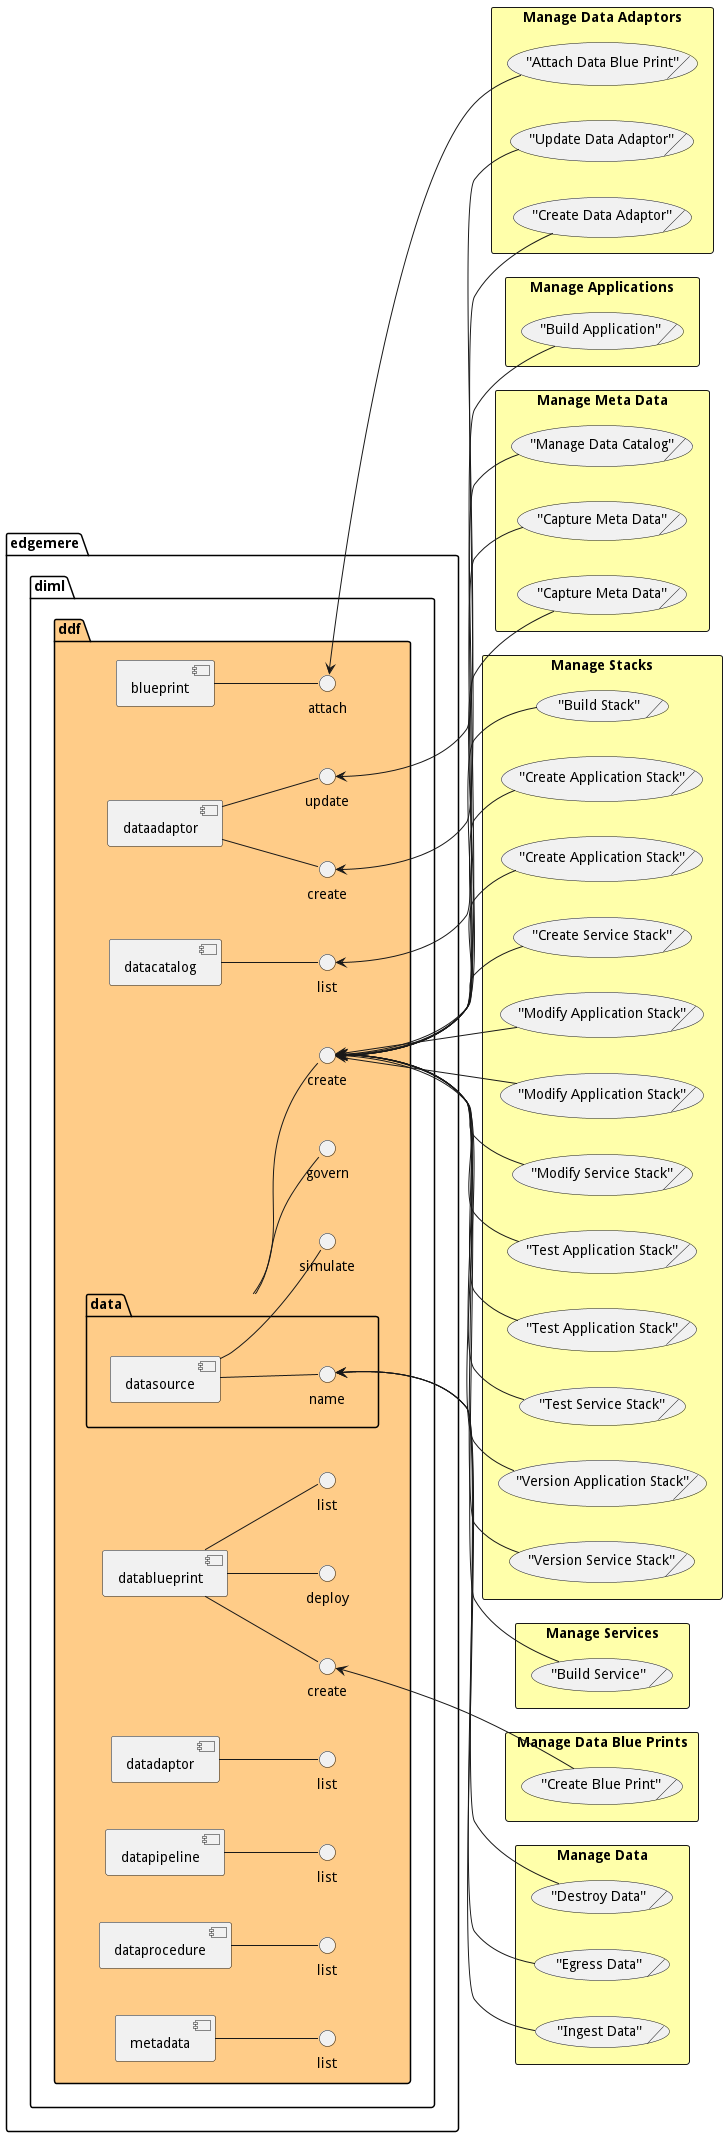 Manage Data Adaptors
"Attach Data Blue Print"
"Update Data Adaptor"
"Create Data Adaptor"
Manage Applications
"Build Application"
Manage Meta Data
"Manage Data Catalog"
"Capture Meta Data"
"Capture Meta Data"
edgemere
diml
ddf
blueprint
attach
update
dataadaptor
create
datacatalog
list
create
govern
simulate
data
datasource
name
list
datablueprint
deploy
create
datadaptor
list
datapipeline
list
dataprocedure
list
metadata
list
Manage Stacks
"Build Stack"
"Create Application Stack"
"Create Application Stack"
"Create Service Stack"
"Modify Application Stack"
"Modify Application Stack"
"Modify Service Stack"
"Test Application Stack"
"Test Application Stack"
"Test Service Stack"
"Version Application Stack"
"Version Service Stack"
Manage Services
"Build Service"
Manage Data Blue Prints
"Create Blue Print"
Manage Data
"Destroy Data"
"Egress Data"
"Ingest Data"